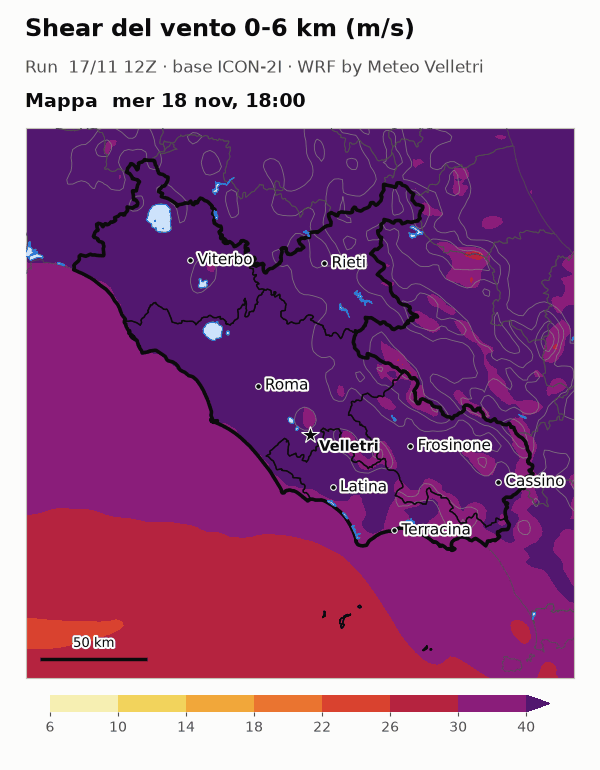 Shear del vento 0-6 km (m/s)
Run  17/11 12Z · base ICON-2I · WRF by Meteo Velletri
Mappa  mer 18 nov, 18:00
Viterbo
Rieti
Roma
Velletri
Frosinone
Cassino
Latina
Terracina
50 km
6 10 14 18 22 26 30 40